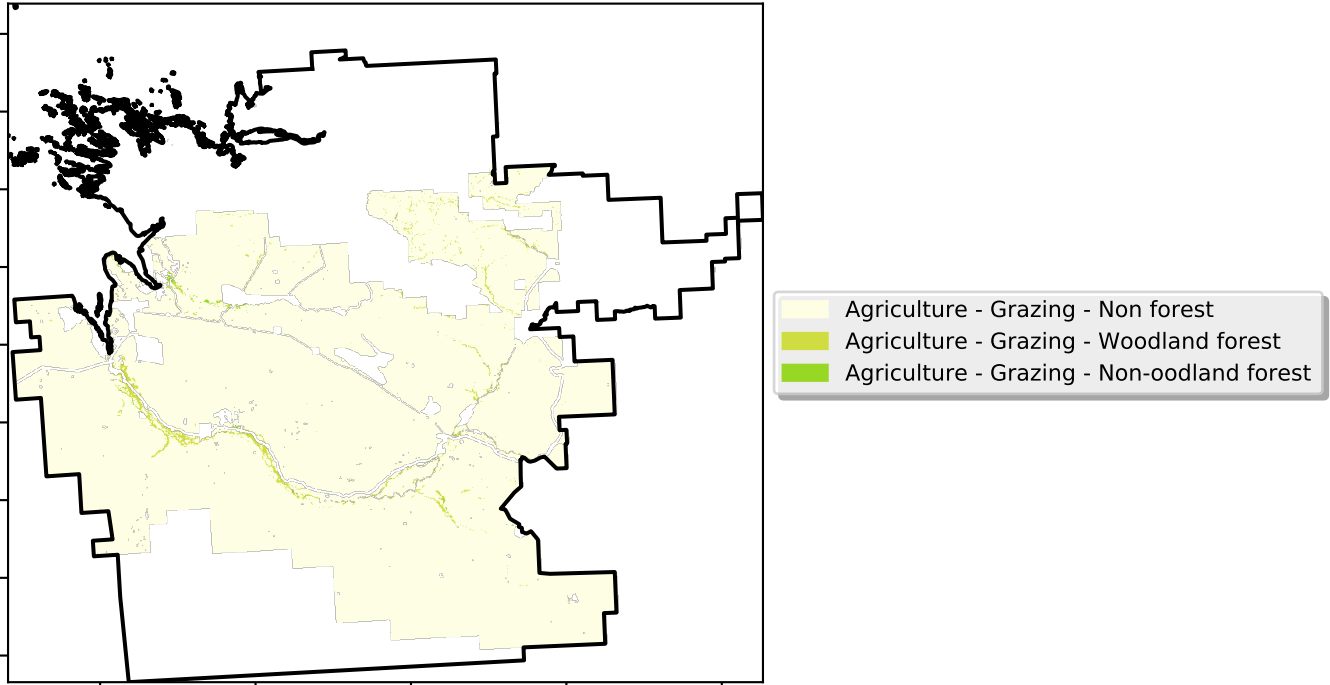 Agriculture - Grazing - Non forest
Agriculture - Grazing - Woodland forest
Agriculture - Grazing - Non-oodland forest